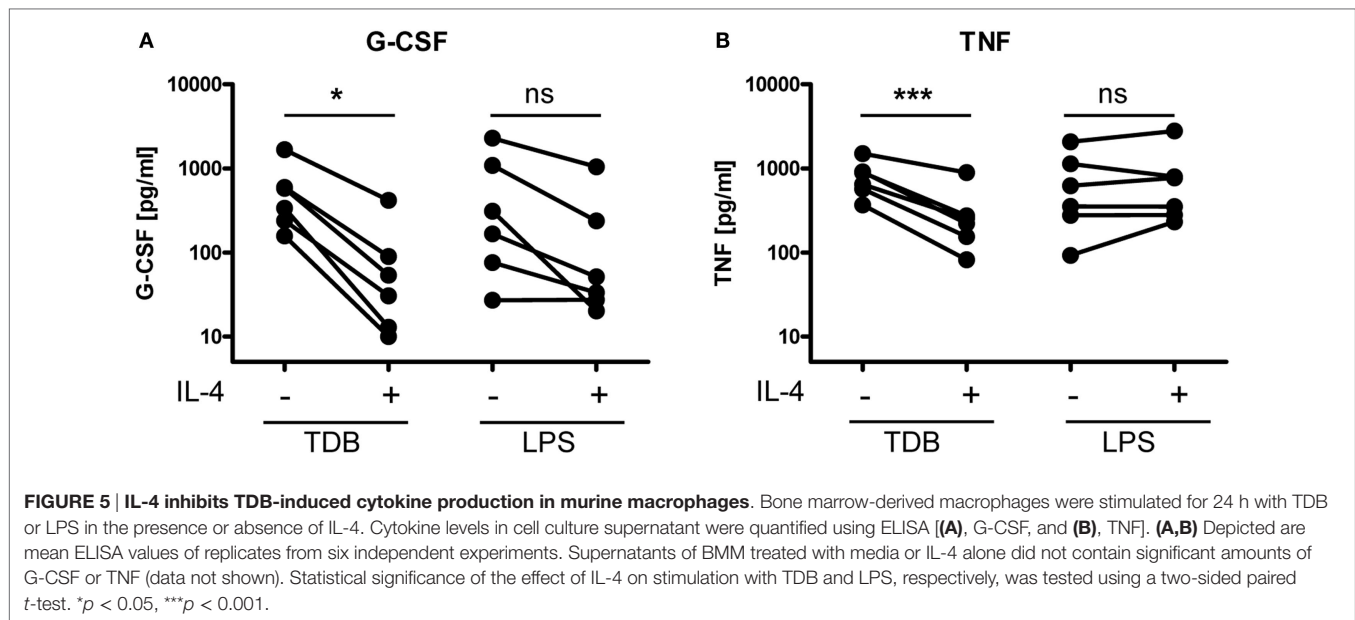 A G-CSF
10000
1000
100
10
G-CSF [pg/ml]
* ns
IL-4 - + - +
TDB LPS
B TNF
10000
1000
100
10
TNF [pg/ml]
*** ns
IL-4 - + - +
TDB LPS
FIGURE 5 | IL-4 inhibits TDB-induced cytokine production in murine macrophages. Bone marrow-derived macrophages were stimulated for 24 h with TDB
or LPS in the presence or absence of IL-4. Cytokine levels in cell culture supernatant were quantified using ELISA [(A), G-CSF, and (B), TNF]. (A,B) Depicted are
mean ELISA values of replicates from six independent experiments. Supernatants of BMM treated with media or IL-4 alone did not contain significant amounts of
G-CSF or TNF (data not shown). Statistical significance of the effect of IL-4 on stimulation with TDB and LPS, respectively, was tested using a two-sided paired
t-test. *p < 0.05, ***p < 0.001.